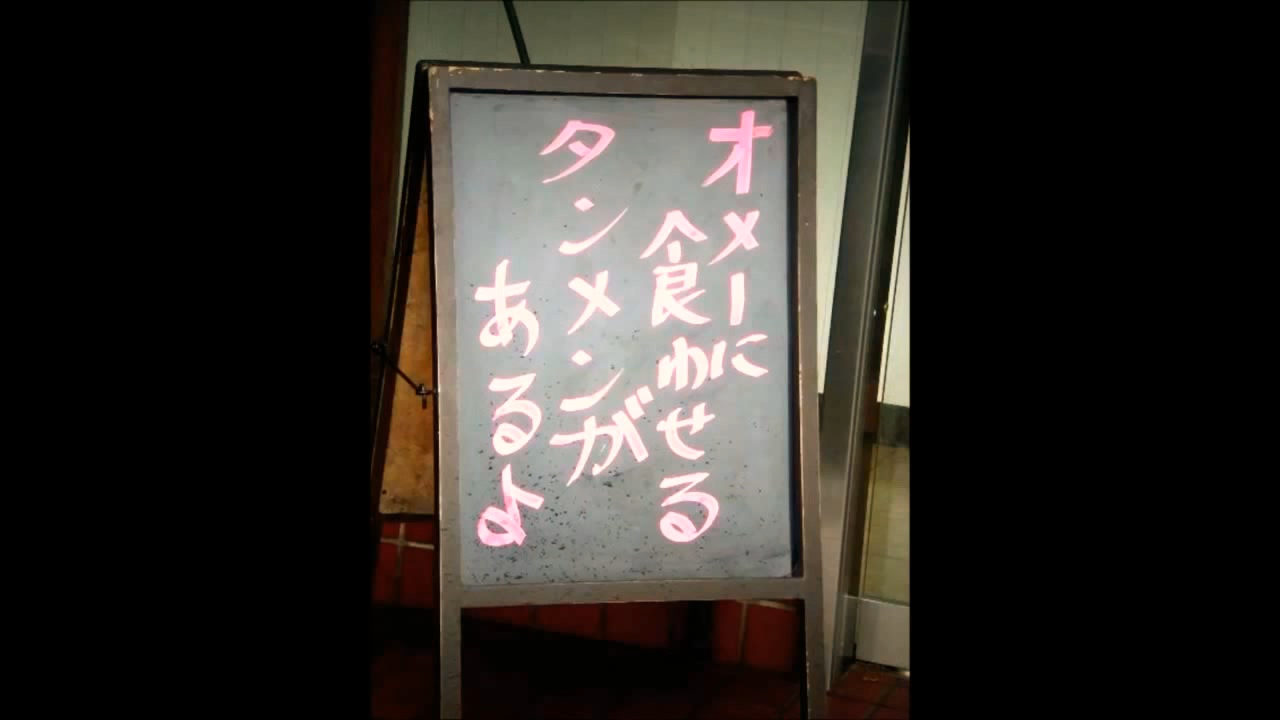 オメーに
食わせる
タンメンが
あるよ